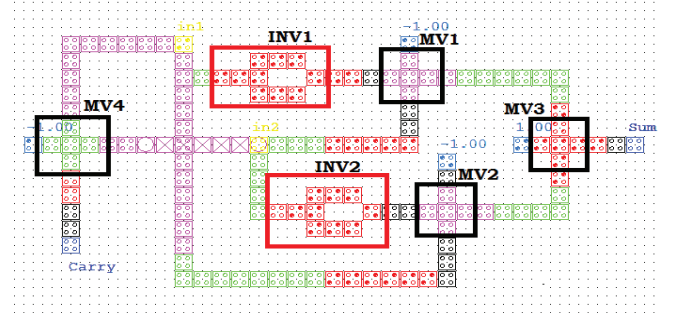 in1
−1.00
INV1
MV1
MV4
MV3
−1.00
in2
1.00
Sum
−1.00
INV2
MV2
Carry